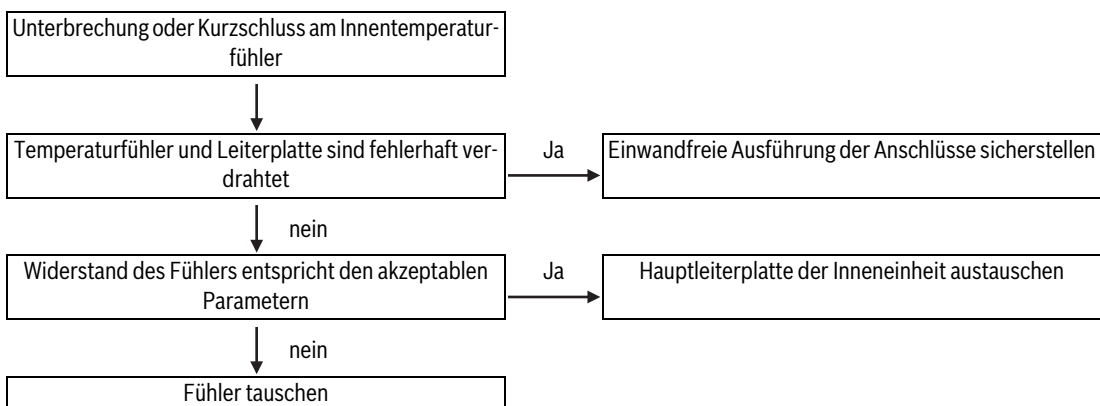 Unterbrechung oder Kurzschluss am Innentemperatur-
fühler
Temperaturfühler und Leiterplatte sind fehlerhaft ver-
drahtet
Ja
Einwandfreie Ausführung der Anschlüsse sicherstellen
nein
Widerstand des Fühlers entspricht den akzeptablen
Parametern
Ja
Hauptleiterplatte der Inneneinheit austauschen
nein
Fühler tauschen